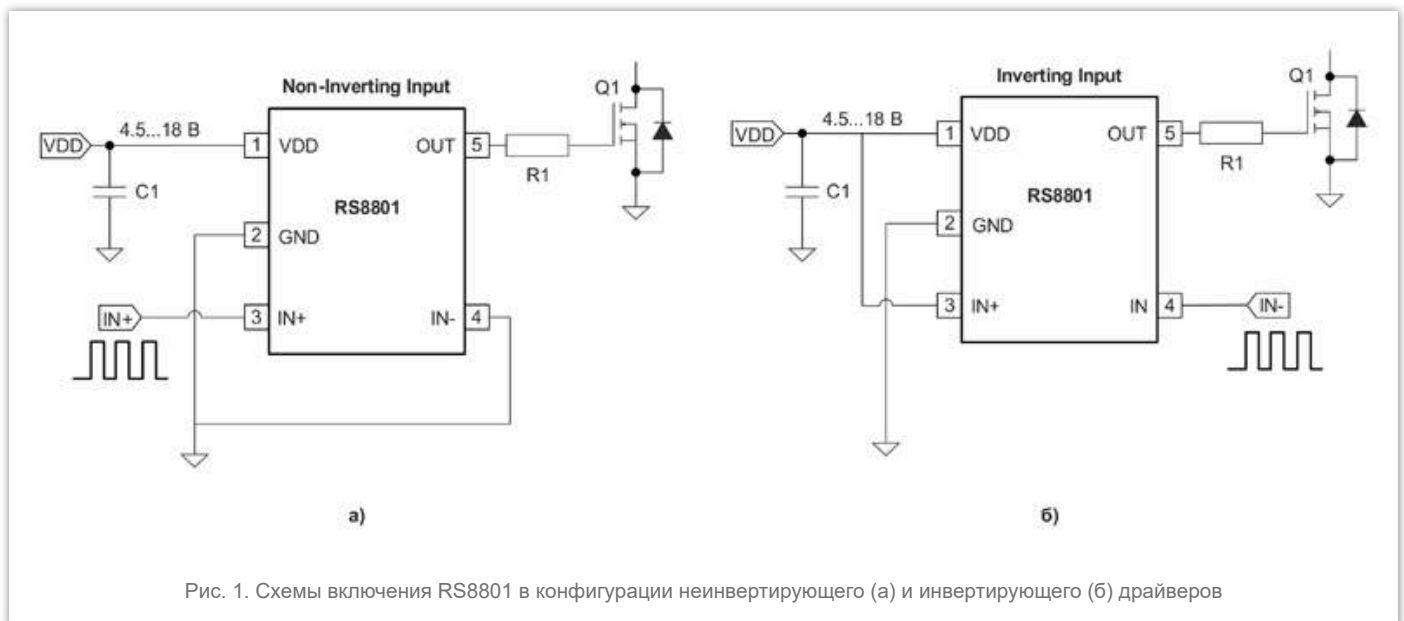 Non-Inverting Input
VDD
4.5...18 В
1
VDD
OUT
5
Q1
R1
C1
RS8801
2
GND
IN+
3
IN+
IN-
4
а)
Inverting Input
VDD
4.5...18 В
1
VDD
OUT
5
Q1
R1
C1
RS8801
2
GND
3
IN+
IN
4
IN-
б)
Рис. 1. Схемы включения RS8801 в конфигурации неинвертирующего (а) и инвертирующего (б) драйверов